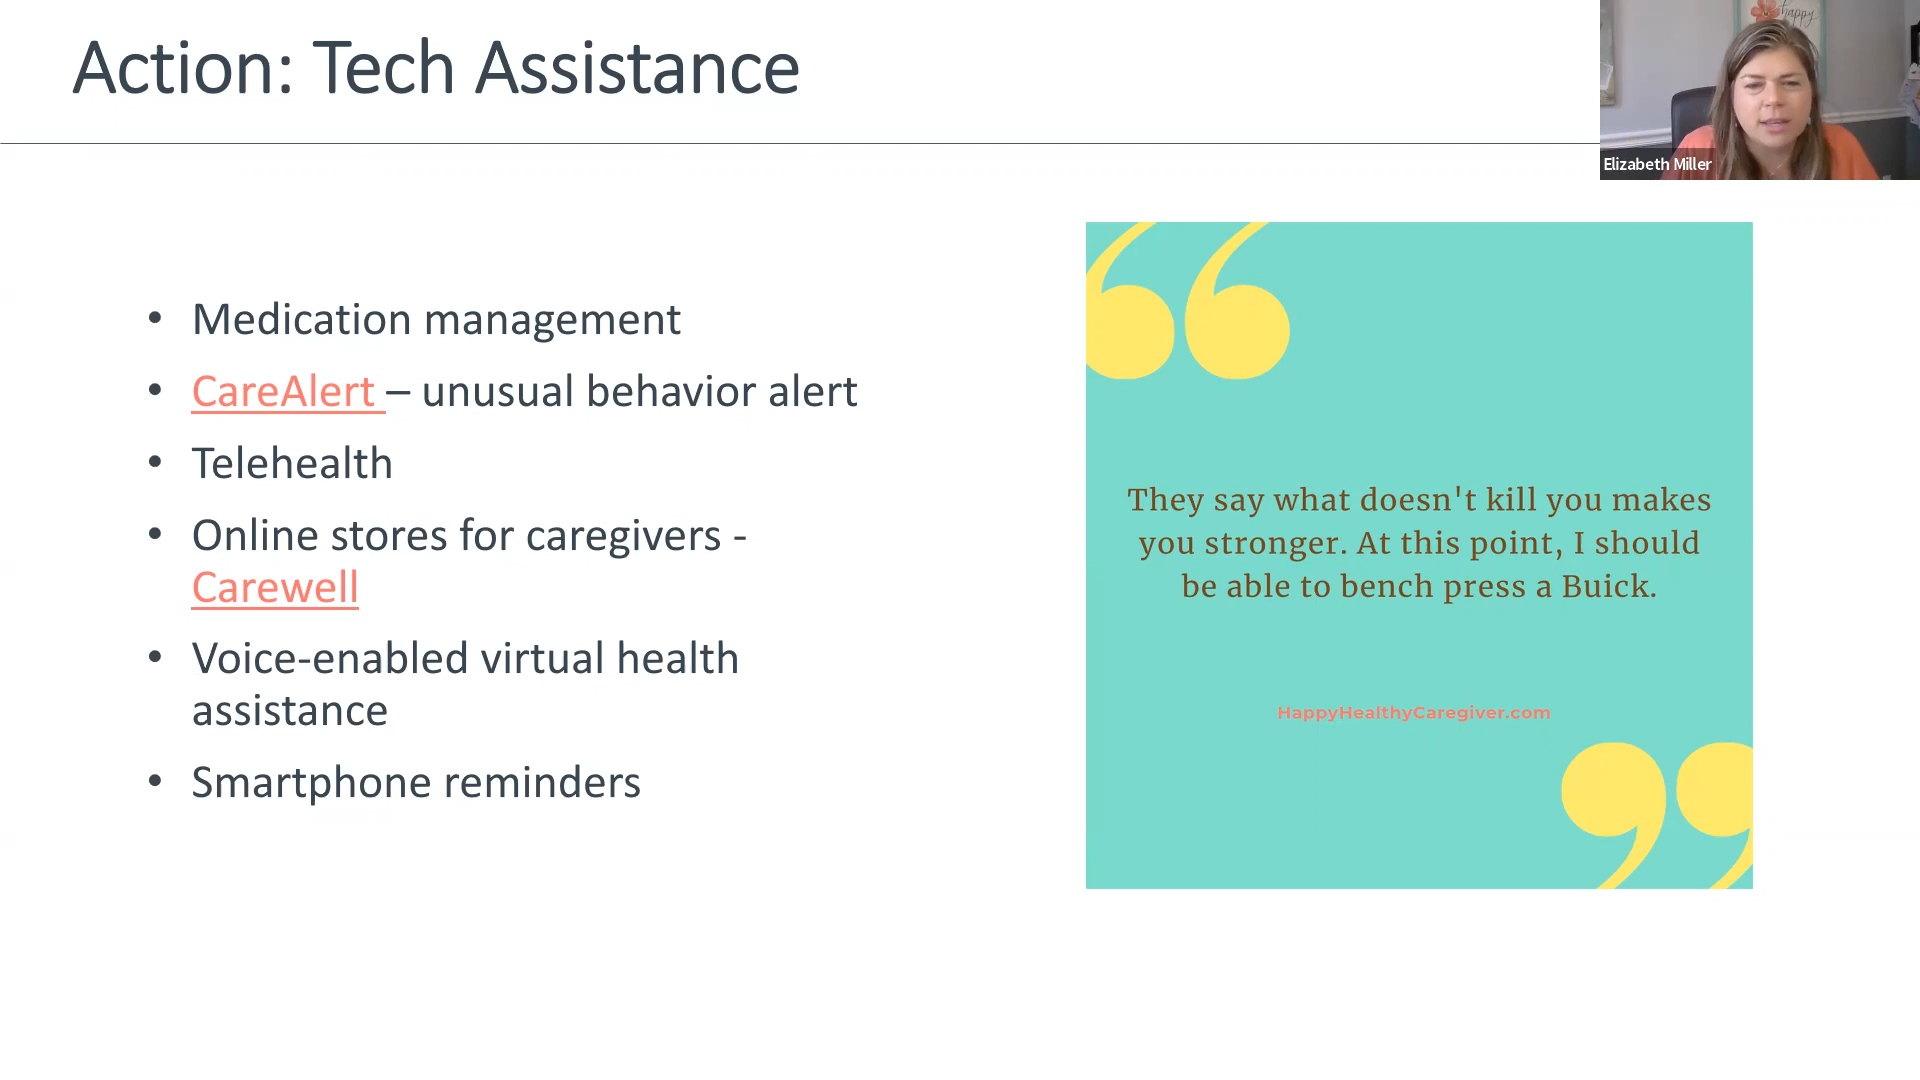 Action: Tech Assistance
happy
Elizabeth Miller
• Medication management
• CareAlert – unusual behavior alert
• Telehealth
• Online stores for caregivers -
Carewell
• Voice-enabled virtual health
assistance
• Smartphone reminders
They say what doesn't kill you makes
you stronger. At this point, I should
be able to bench press a Buick.
HappyHealthyCaregiver.com